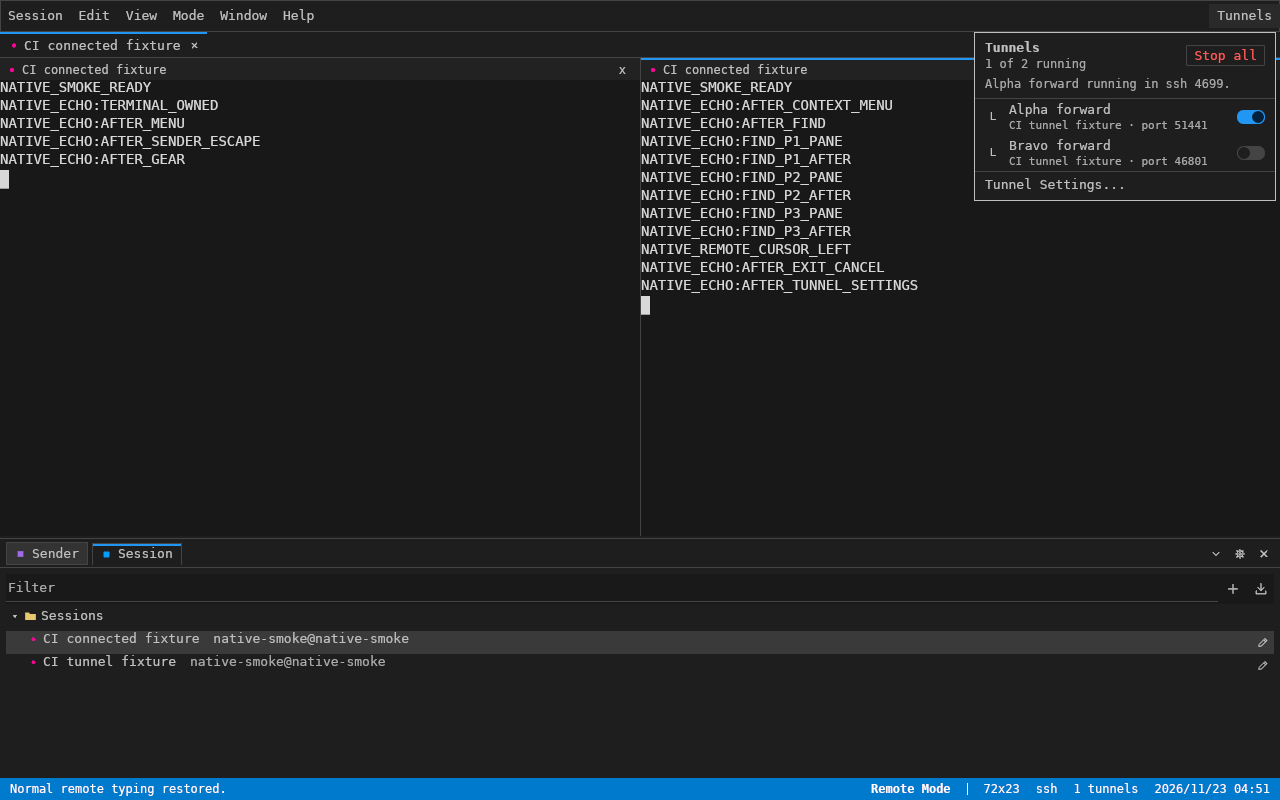 Session Edit View Mode Window Help Tunnels
CI connected fixture ×
CI connected fixture x
NATIVE_SMOKE_READY
NATIVE_ECHO:TERMINAL_OWNED
NATIVE_ECHO:AFTER_MENU
NATIVE_ECHO:AFTER_SENDER_ESCAPE
NATIVE_ECHO:AFTER_GEAR
CI connected fixture
NATIVE_SMOKE_READY
NATIVE_ECHO:AFTER_CONTEXT_MENU
NATIVE_ECHO:AFTER_FIND
NATIVE_ECHO:FIND_P1_PANE
NATIVE_ECHO:FIND_P1_AFTER
NATIVE_ECHO:FIND_P2_PANE
NATIVE_ECHO:FIND_P2_AFTER
NATIVE_ECHO:FIND_P3_PANE
NATIVE_ECHO:FIND_P3_AFTER
NATIVE_REMOTE_CURSOR_LEFT
NATIVE_ECHO:AFTER_EXIT_CANCEL
NATIVE_ECHO:AFTER_TUNNEL_SETTINGS
Tunnels
1 of 2 running
Stop all
Alpha forward running in ssh 4699.
L Alpha forward
CI tunnel fixture · port 51441
L Bravo forward
CI tunnel fixture · port 46801
Tunnel Settings...
Sender Session
Filter
Sessions
CI connected fixture native-smoke@native-smoke
CI tunnel fixture native-smoke@native-smoke
Normal remote typing restored. Remote Mode | 72x23 ssh 1 tunnels 2026/11/23 04:51